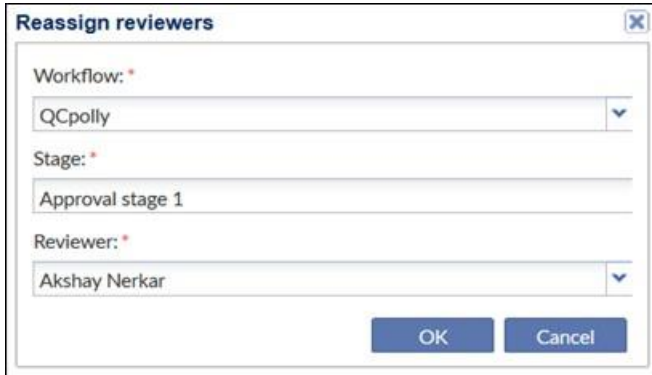 Reassign reviewers
Workflow: *
QCpolly
Stage: *
Approval stage 1
Reviewer: *
Akshay Nerkar
OK Cancel